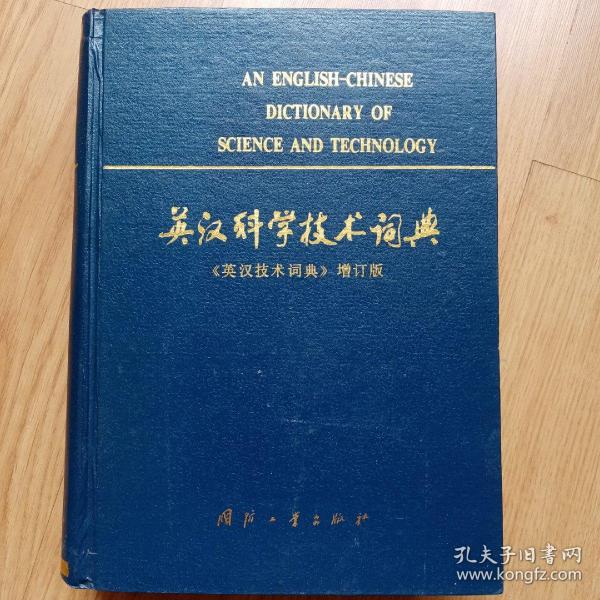 AN ENGLISH-CHINESE
DICTIONARY OF
SCIENCE AND TECHNOLOGY
英汉科学技术词典
《英汉技术词典》增订版
国防工业出版社
孔夫子旧书网
www.kongfz.com